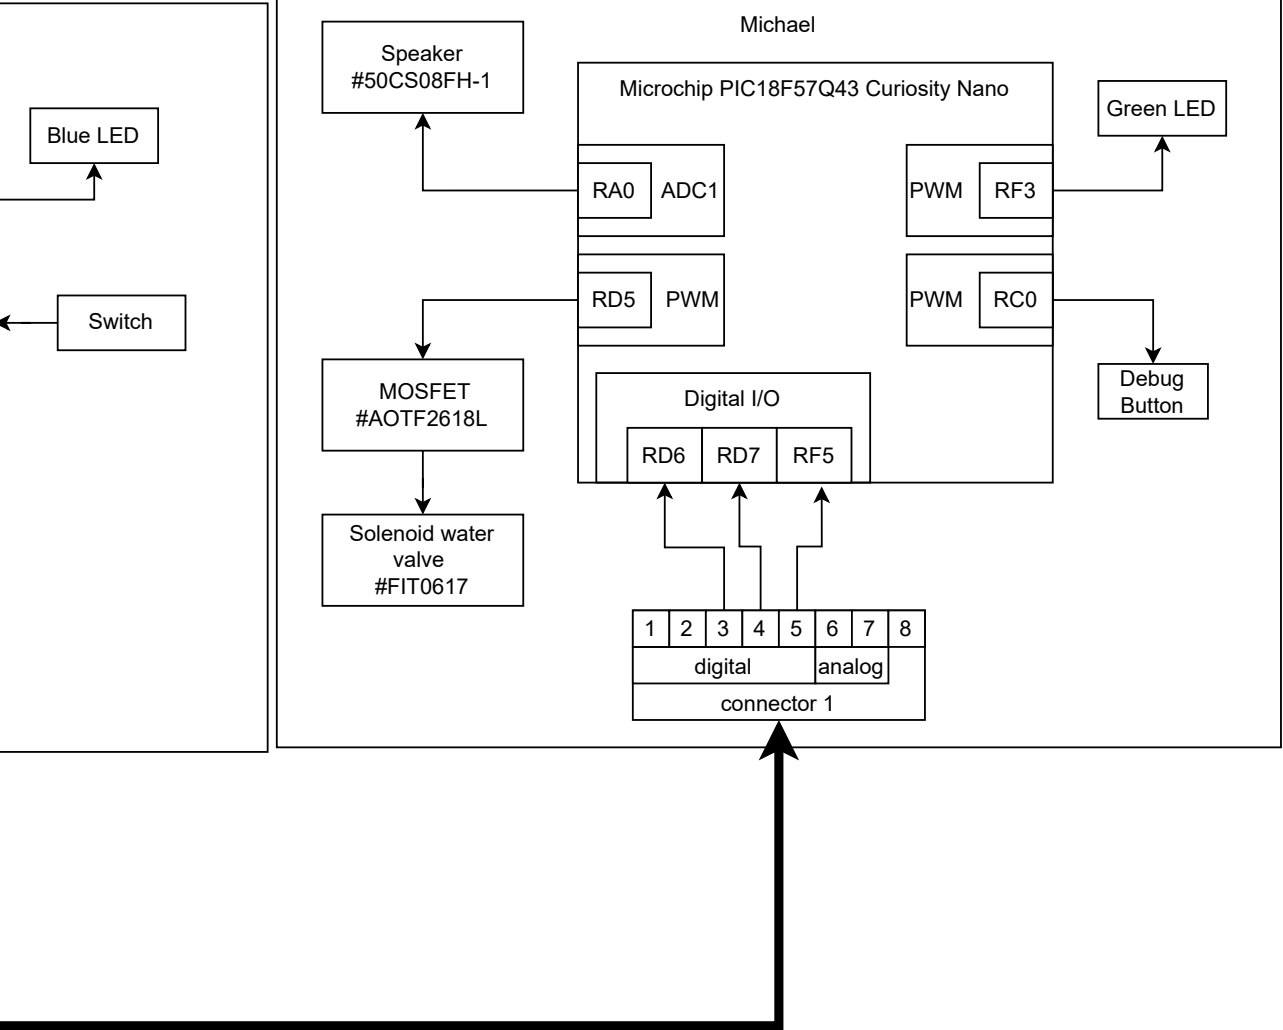 Michael
Speaker
#50CS08FH-1
Microchip PIC18F57Q43 Curiosity Nano
Green LED
Blue LED
RA0 ADC1
PWM RF3
RD5 PWM
PWM RC0
Switch
MOSFET
#AOTF2618L
Debug
Button
Digital I/O
RD6 RD7 RF5
Solenoid water
valve
#FIT0617
1 2 3 4 5 6 7 8
digital analog
connector 1